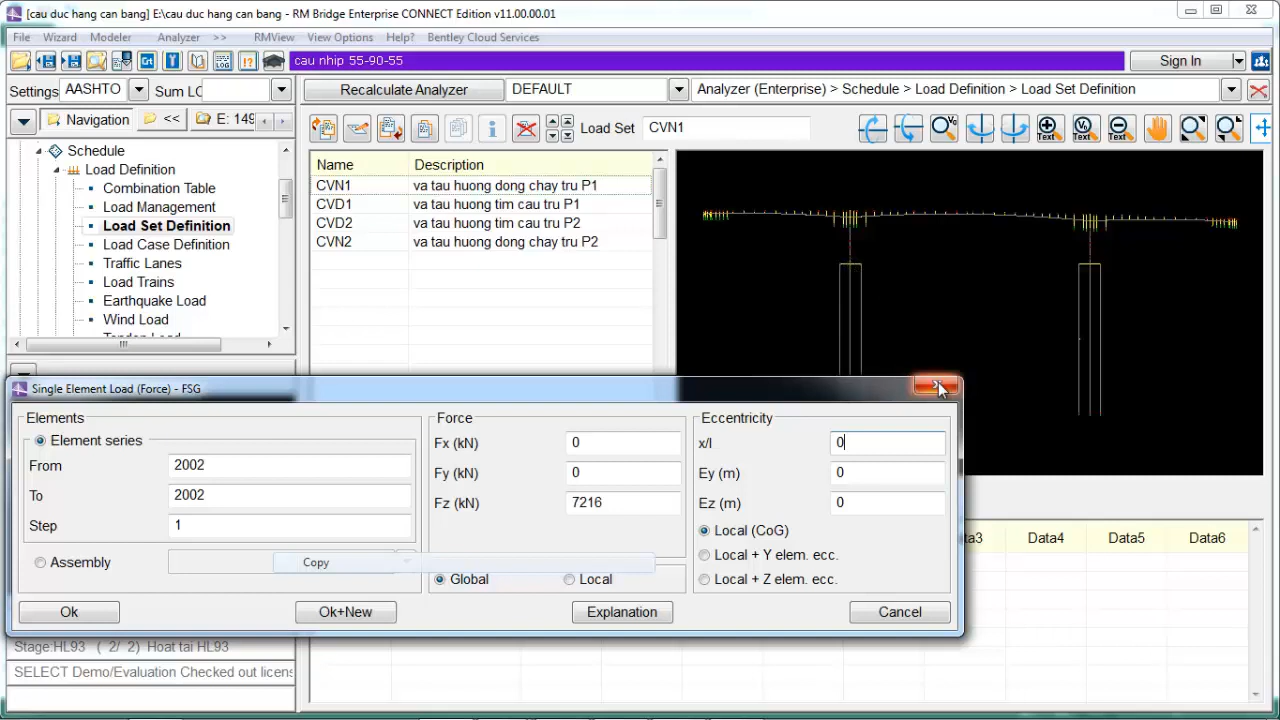 [cau duc hang can bang] E:\cau duc hang can bang] - RM Bridge Enterprise CONNECT Edition v11.00.00.01
File Wizard Modeler Analyzer >> RMView View Options Help? Bentley Cloud Services
cau nhip 55-90-55 Sign In
Settings AASHTO Sum LC Recalculate Analyzer DEFAULT Analyzer (Enterprise) > Schedule > Load Definition > Load Set Definition
Navigation << E: 149
Load Set CVN1
Schedule
Load Definition
Combination Table
Load Management
Load Set Definition
Load Case Definition
Traffic Lanes
Load Trains
Earthquake Load
Wind Load
Name Description
CVN1 va tau huong dong chay tru P1
CVD1 va tau huong tim cau tru P1
CVD2 va tau huong tim cau tru P2
CVN2 va tau huong dong chay tru P2
Text Text Text
Single Element Load (Force) - FSG
Elements
Element series
From 2002
To 2002
Step 1
Assembly
Copy
Force
Fx (kN) 0
Fy (kN) 0
Fz (kN) 7216
Global Local
Eccentricity
x/l 0
Ey (m) 0
Ez (m) 0
Local (CoG)
Local + Y elem. ecc.
Local + Z elem. ecc.
Ok Ok+New Explanation Cancel
Data4 Data5 Data6
Stage:HL93 ( 2/ 2) Hoat tai HL93
SELECT Demo/Evaluation Checked out licens